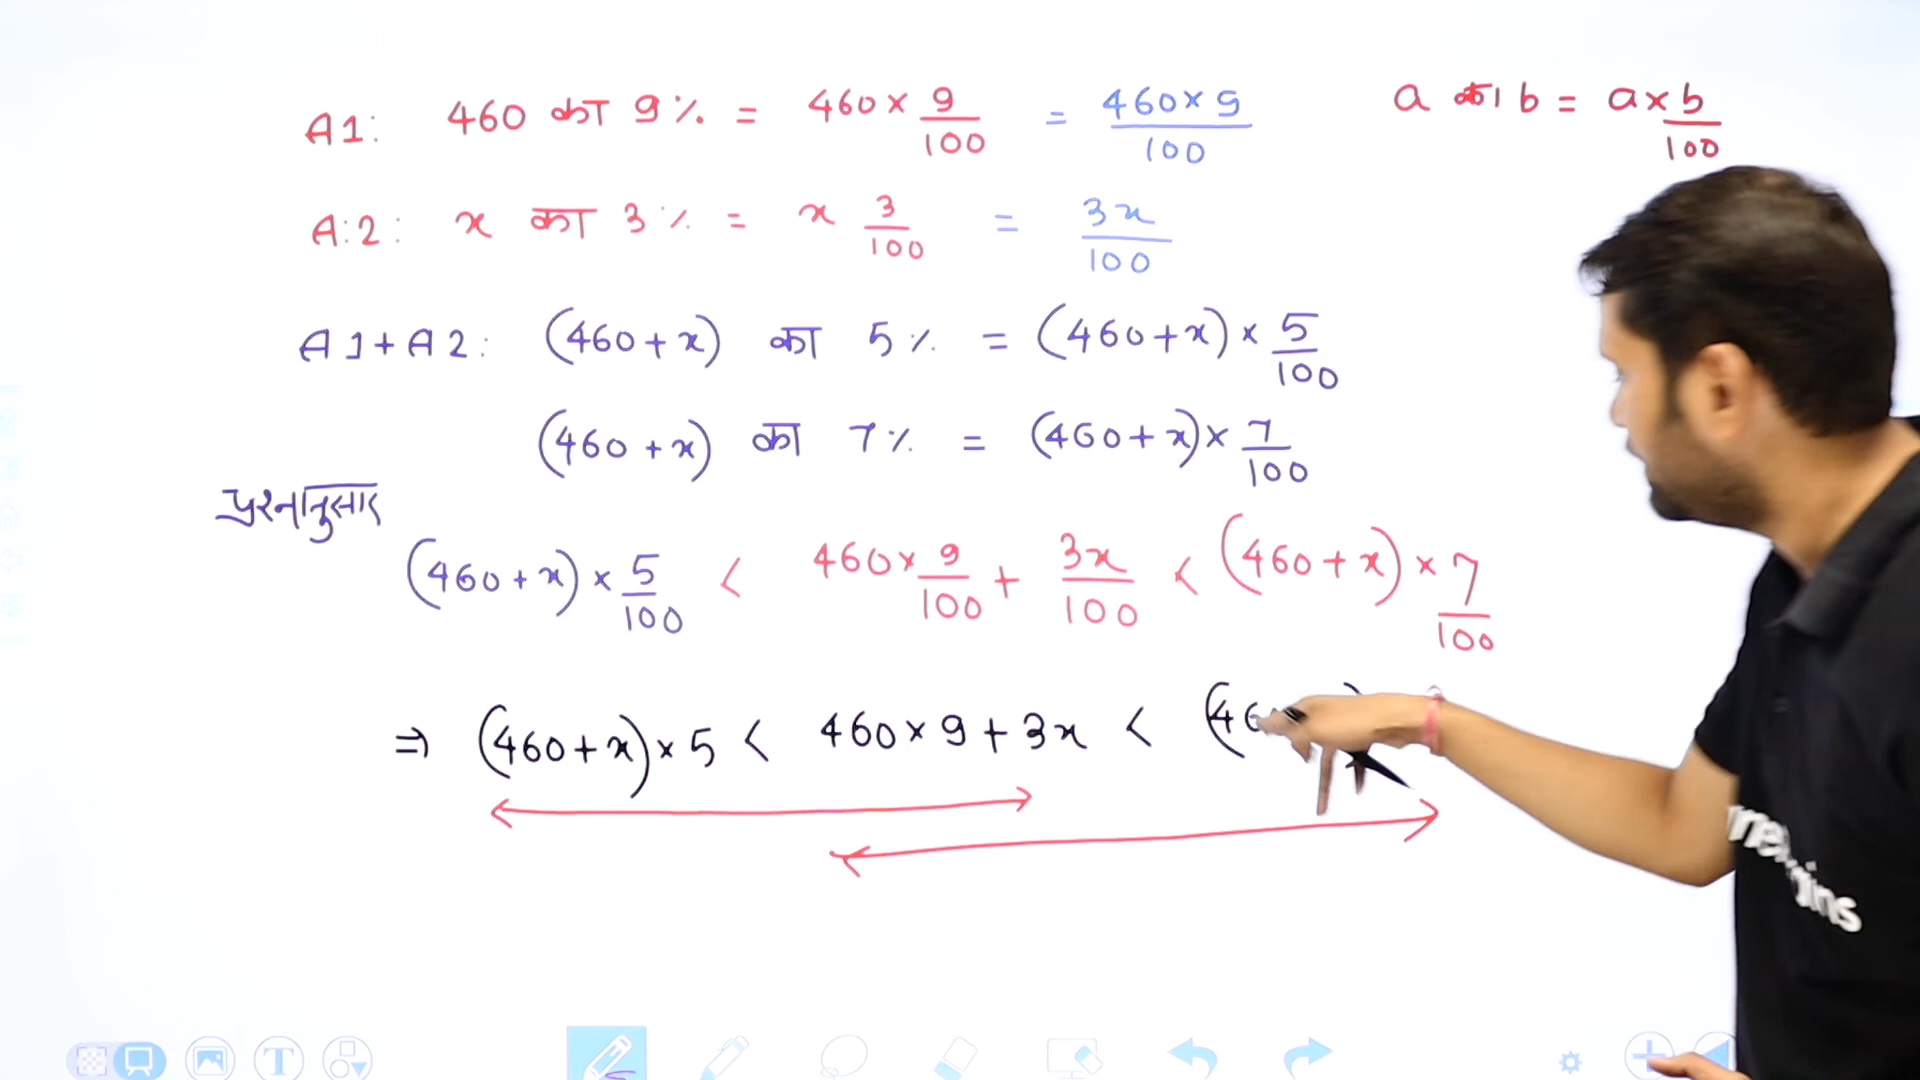 A1: 460 का 9% = 460 × 9/100 = 460×9/100
a का b = a×b/100
A:2: x का 3% = x 3/100 = 3x/100
A1+A2: (460+x) का 5% = (460+x) × 5/100
(460+x) का 7% = (460+x) × 7/100
प्रश्नानुसार
(460+x) × 5/100 < 460 × 9/100 + 3x/100 < (460+x) × 7/100
⇒ (460+x) × 5 < 460 × 9 + 3x < (46